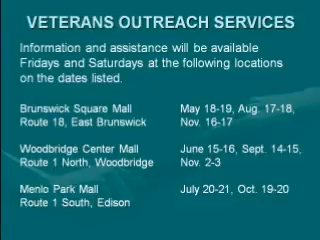 VETERANS OUTREACH SERVICES
Information and assistance will be available
Fridays and Saturdays at the following locations
on the dates listed.
Brunswick Square Mall May 18-19, Aug. 17-18,
Route 18, East Brunswick Nov. 16-17
Woodbridge Center Mall June 15-16, Sept. 14-15,
Route 1 North, Woodbridge Nov. 2-3
Menlo Park Mall July 20-21, Oct. 19-20
Route 1 South, Edison